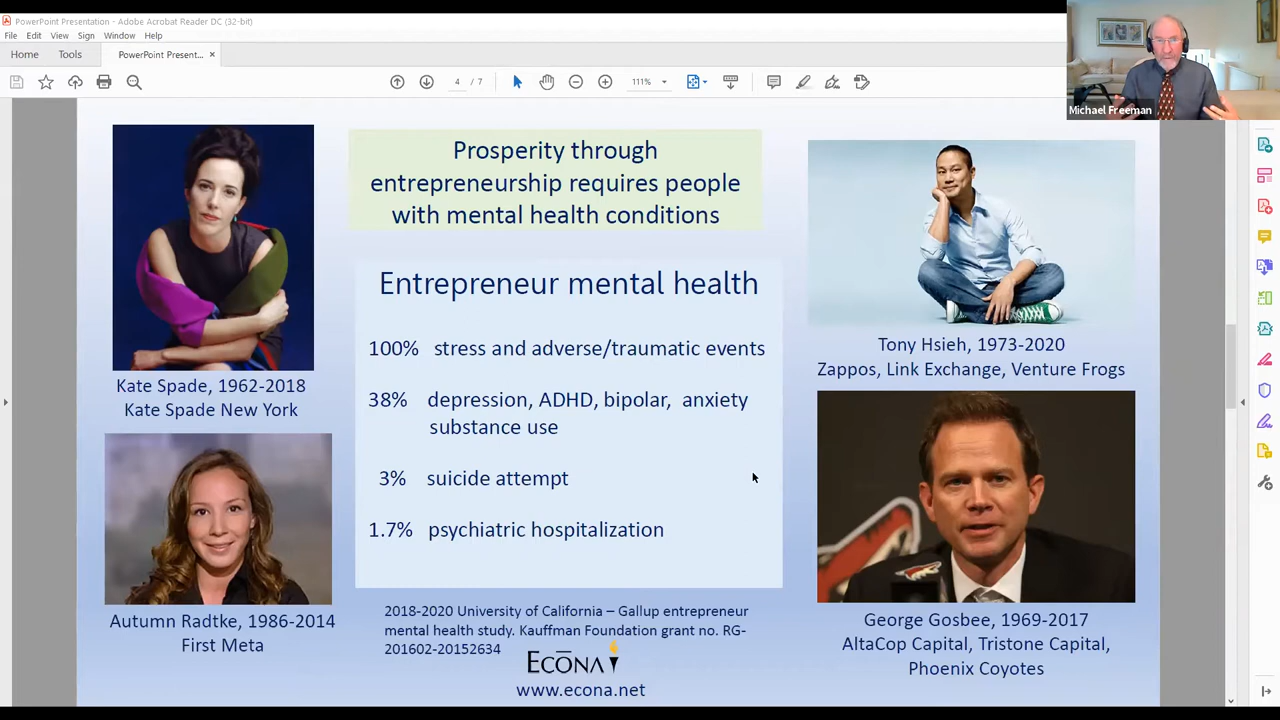 PowerPoint Presentation - Adobe Acrobat Reader DC (32-bit)
File Edit View Sign Window Help
Home Tools PowerPoint Present... ×
4 / 7 111%
Michael Freeman
Prosperity through
entrepreneurship requires people
with mental health conditions
Entrepreneur mental health
100% stress and adverse/traumatic events
38% depression, ADHD, bipolar, anxiety
substance use
3% suicide attempt
1.7% psychiatric hospitalization
Kate Spade, 1962-2018
Kate Spade New York
Autumn Radtke, 1986-2014
First Meta
Tony Hsieh, 1973-2020
Zappos, Link Exchange, Venture Frogs
George Gosbee, 1969-2017
AltaCop Capital, Tristone Capital,
Phoenix Coyotes
2018-2020 University of California – Gallup entrepreneur
mental health study. Kauffman Foundation grant no. RG-
201602-20152634
ECŌNA
www.econa.net